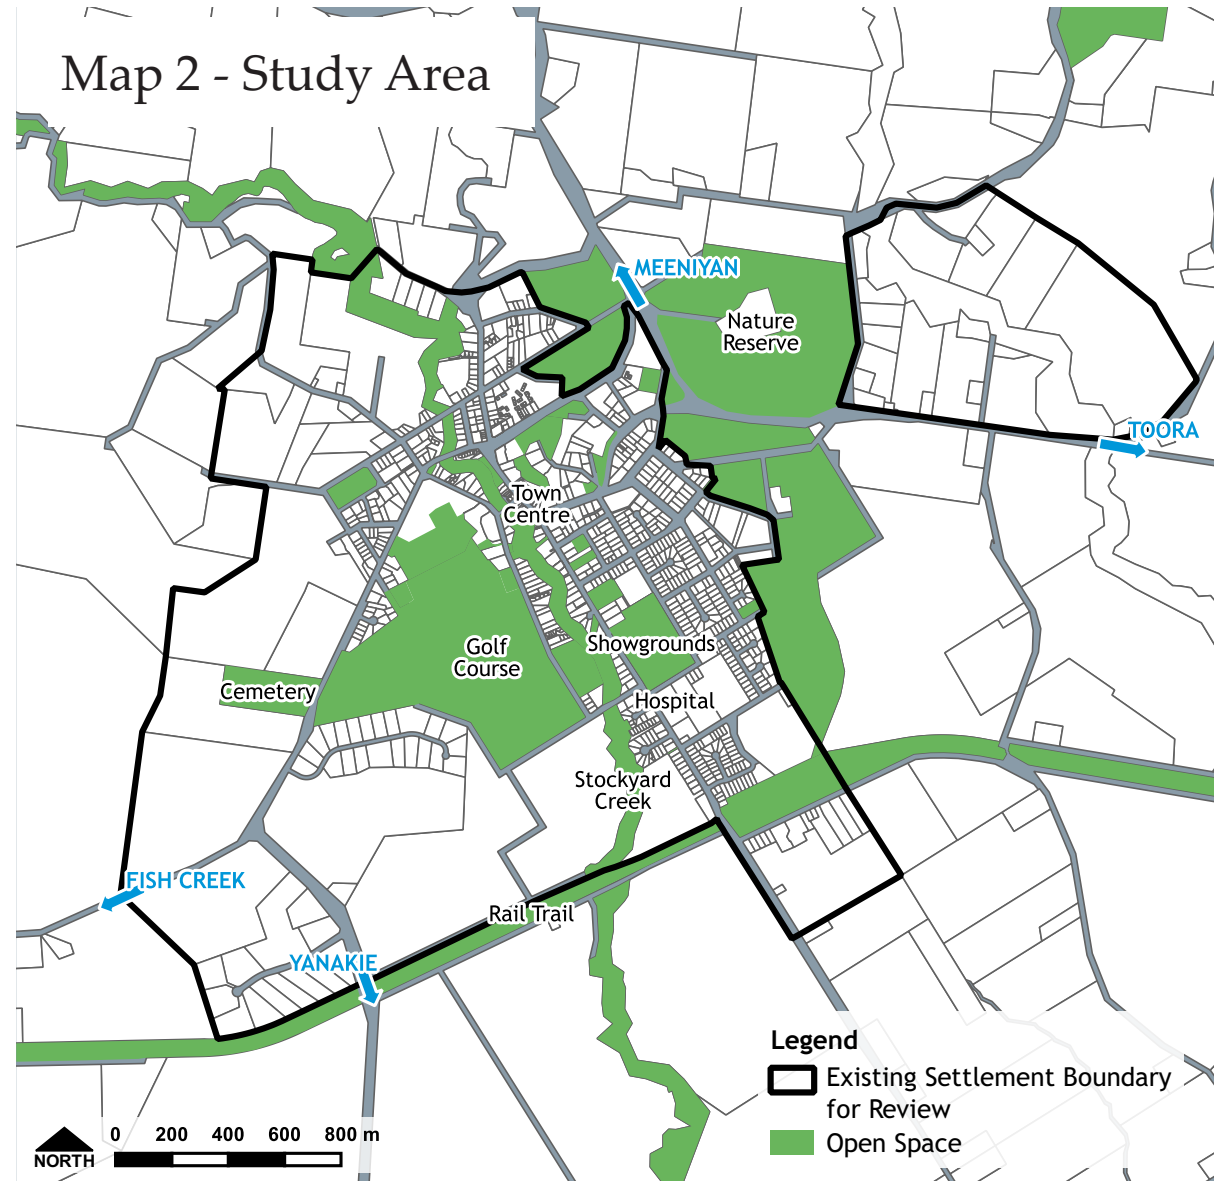 Map 2 - Study Area
MEENIYAN
Nature
Reserve
TOORA
Town
Centre
Golf
Course
Showgrounds
Cemetery
Hospital
Stockyard
Creek
FISH CREEK
Rail Trail
YANAKIE
Legend
Existing Settlement Boundary
for Review
Open Space
NORTH
0 200 400 600 800 m